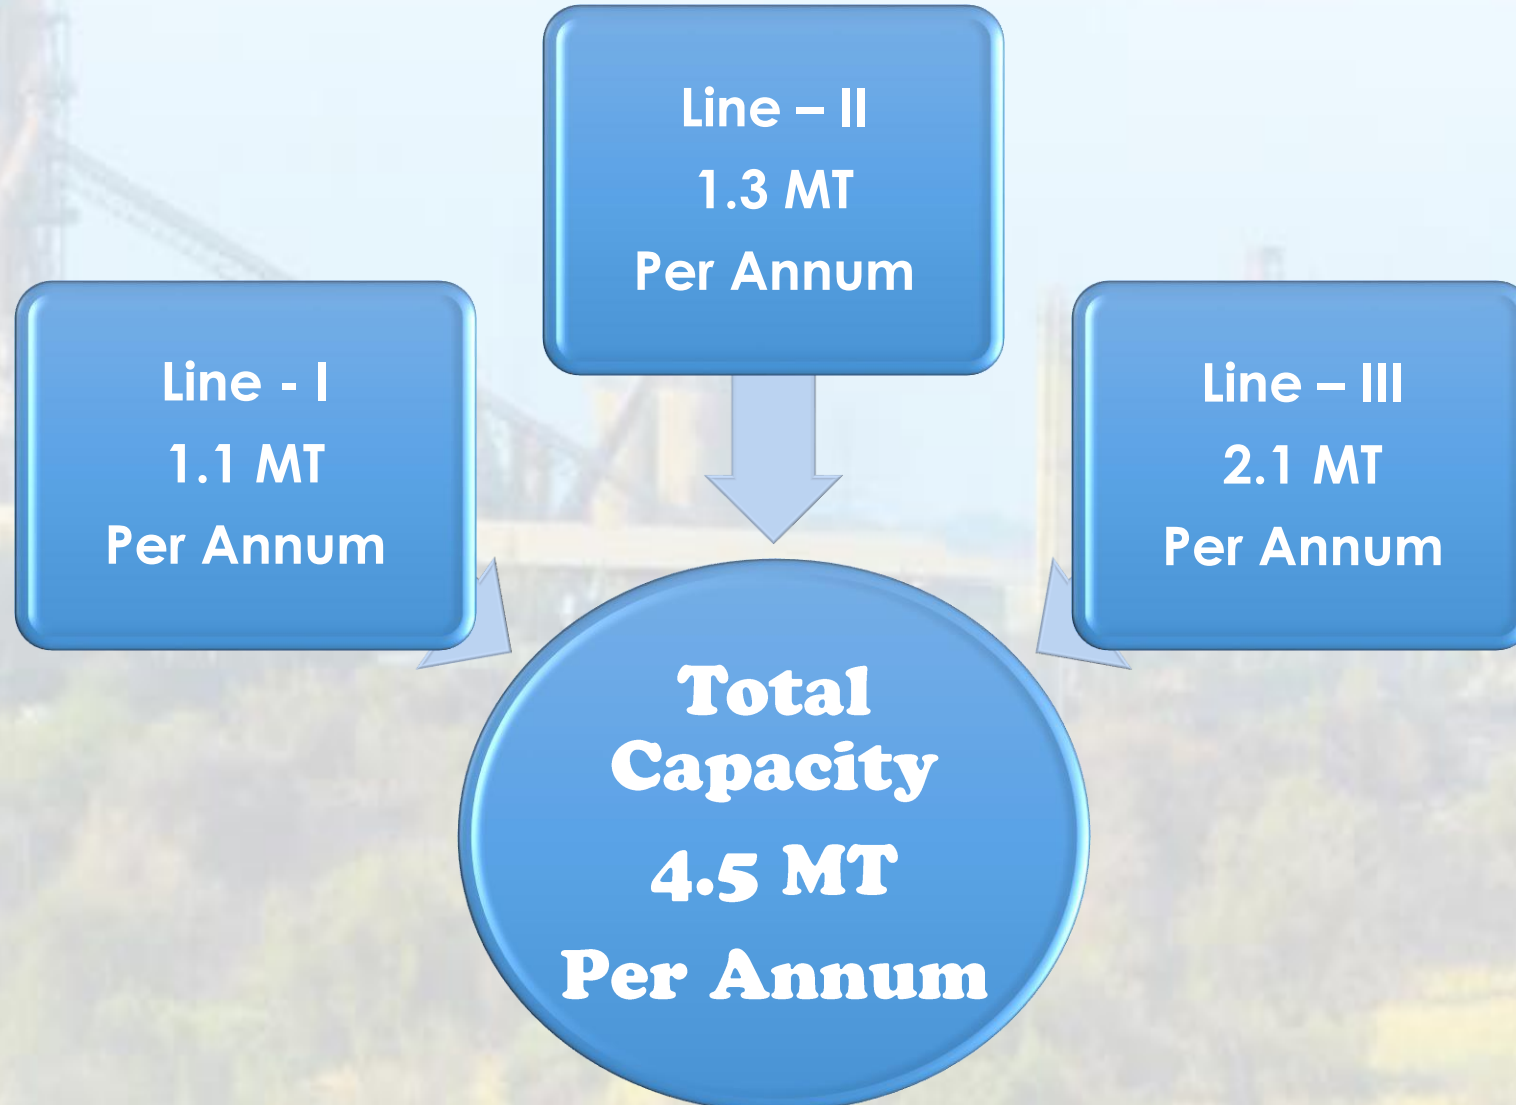 Line – II
1.3 MT
Per Annum
Line - I
1.1 MT
Per Annum
Line – III
2.1 MT
Per Annum
Total
Capacity
4.5 MT
Per Annum